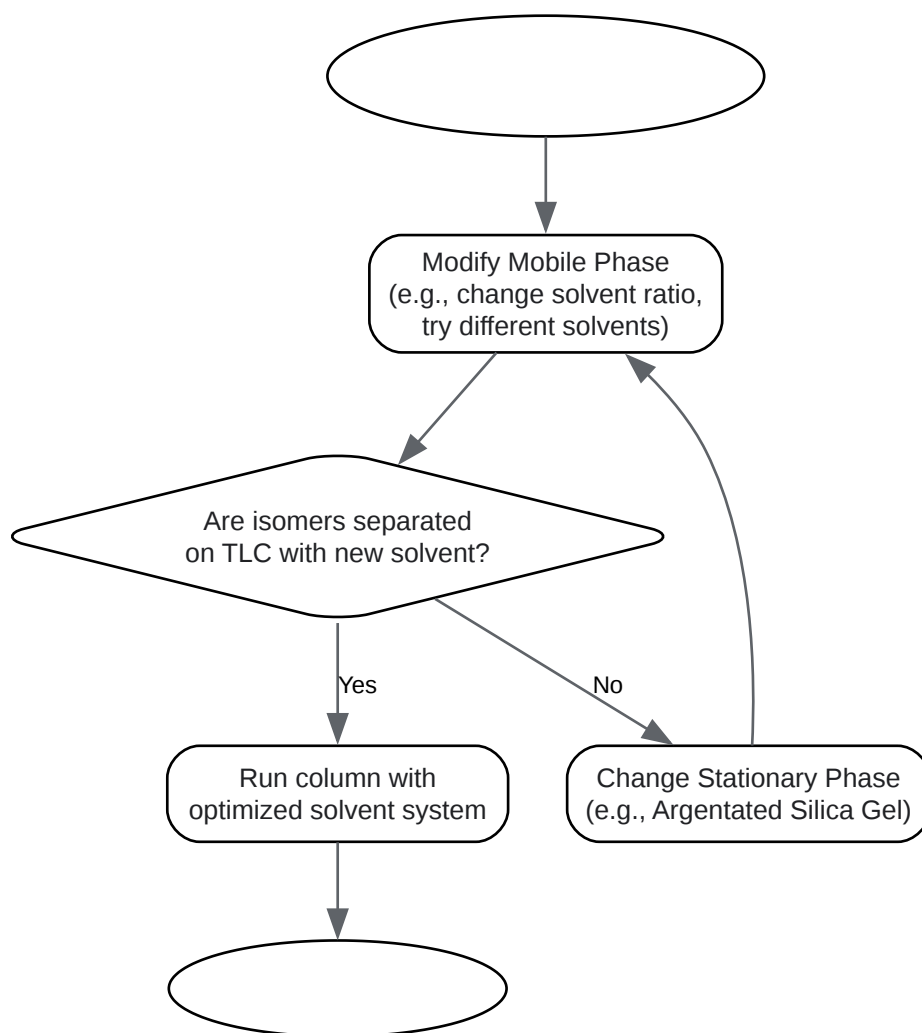 Modify Mobile Phase
(e.g., change solvent ratio,
try different solvents)
Are isomers separated
on TLC with new solvent?
Yes
No
Run column with
optimized solvent system
Change Stationary Phase
(e.g., Argentated Silica Gel)